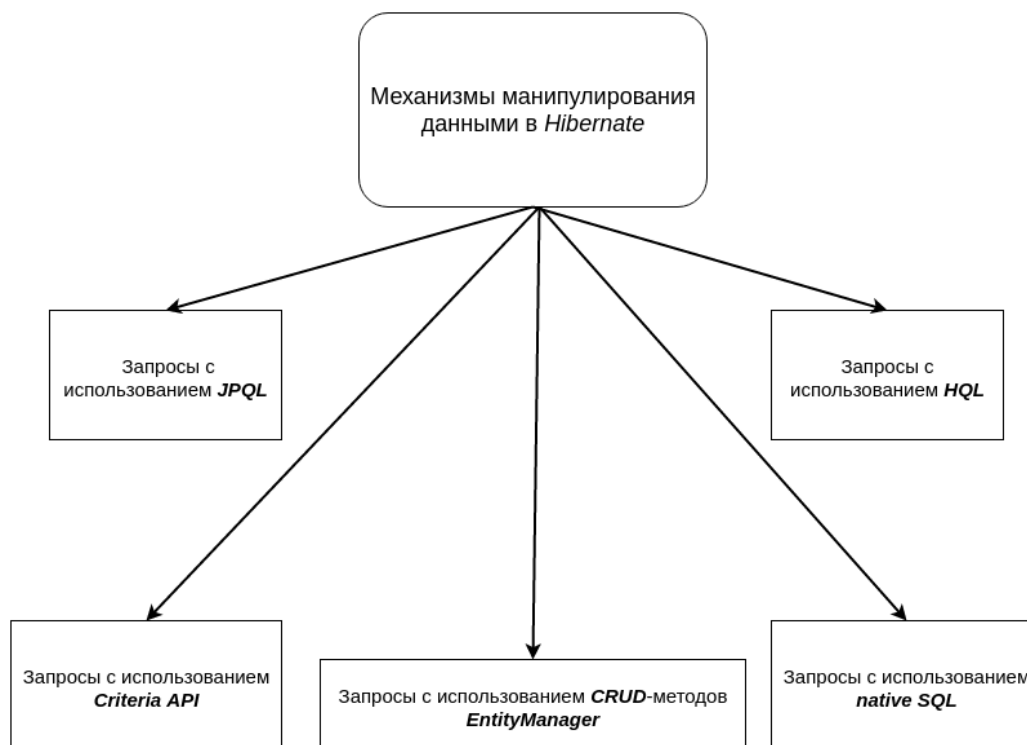 Механизмы манипулирования
данными в Hibernate
Запросы с
использованием JPQL
Запросы с
использованием HQL
Запросы с использованием
Criteria API
Запросы с использованием CRUD-методов
EntityManager
Запросы с использованием
native SQL